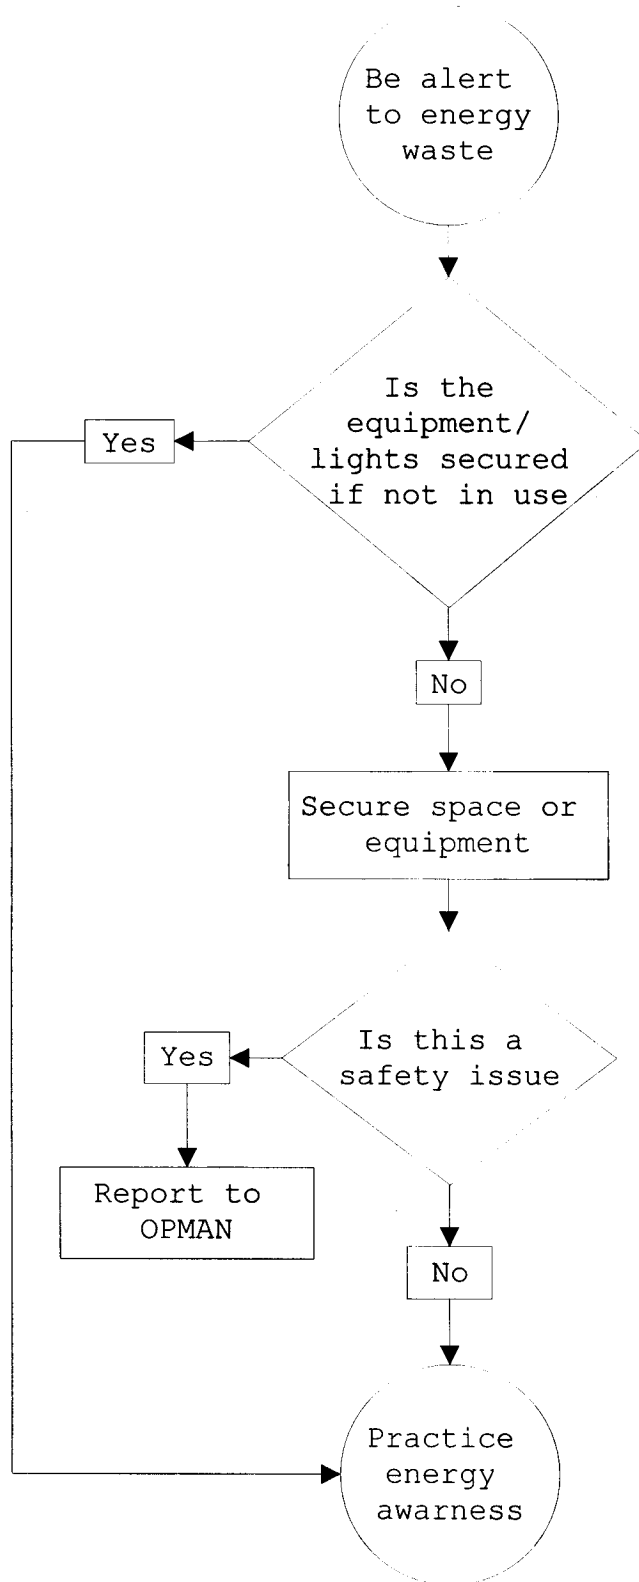 Be alert
to energy
waste
Is the
equipment/
lights secured
if not in use
Yes
No
Secure space or
equipment
Is this a
safety issue
Yes
Report to
OPMAN
No
Practice
energy
awarness